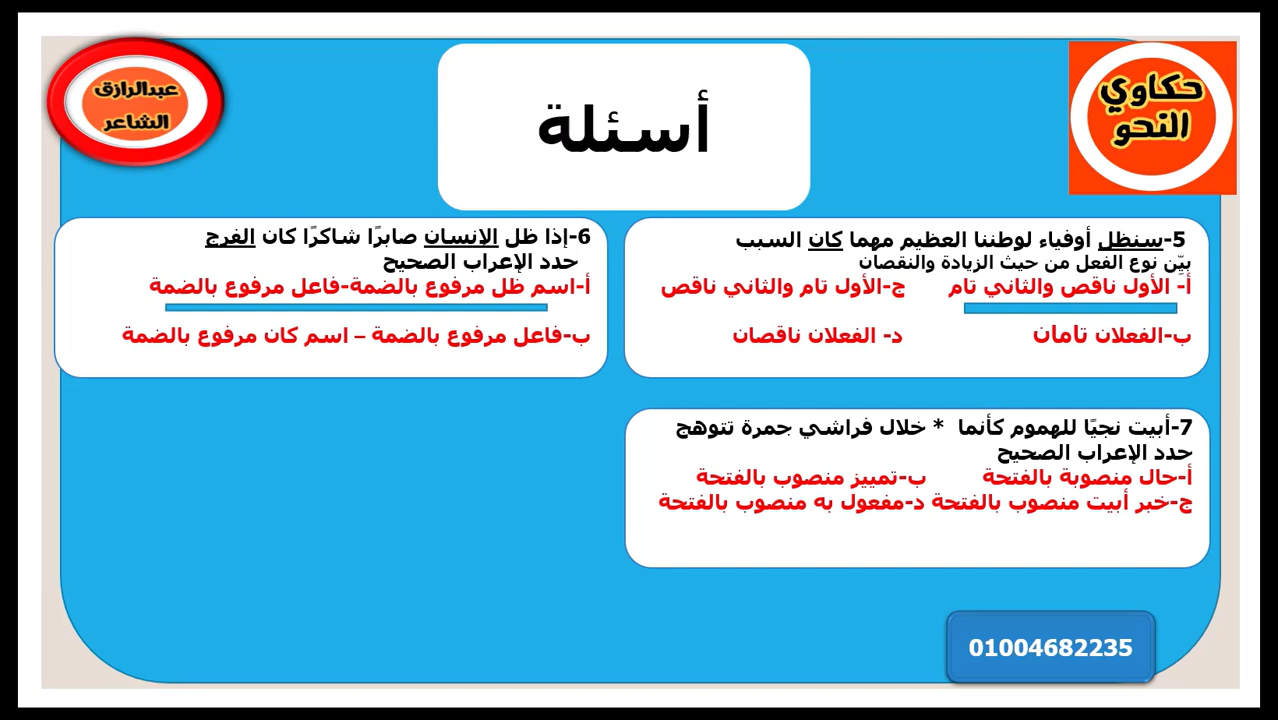 حكاوي
النحو
عبدالرازق
الشاعر
أسئلة
5-سنظل أوفياء لوطننا العظيم مهما كان السبب
بيّن نوع الفعل من حيث الزيادة والنقصان
أ- الأول ناقص والثاني تام ج-الأول تام والثاني ناقص
ب-الفعلان تامان د- الفعلان ناقصان
6-إذا ظل الإنسان صابرًا شاكرًا كان الفرج
حدد الإعراب الصحيح
أ-اسم ظل مرفوع بالضمة-فاعل مرفوع بالضمة
ب-فاعل مرفوع بالضمة – اسم كان مرفوع بالضمة
7-أبيت نجيًا للهموم كأنما * خلال فراشي جمرة تتوهج
حدد الإعراب الصحيح
أ-حال منصوبة بالفتحة ب-تمييز منصوب بالفتحة
ج-خبر أبيت منصوب بالفتحة د-مفعول به منصوب بالفتحة
01004682235